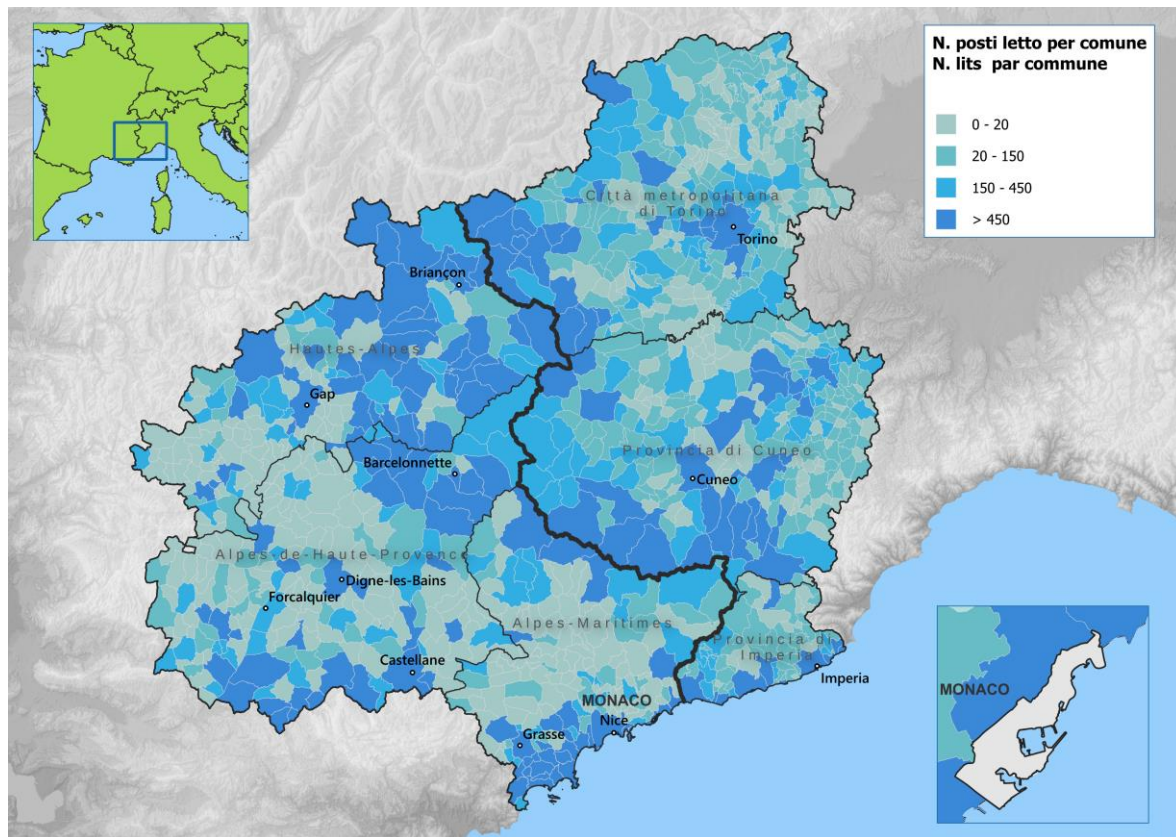 N. posti letto per comune
N. lits par commune
0 - 20
20 - 150
150 - 450
> 450
Città metropolitana
di Torino
Torino
Briançon
Hautes-Alpes
Gap
Barcelonnette
Provincia di Cuneo
Cuneo
Alpes-de-Haute-Provence
Digne-les-Bains
Forcalquier
Alpes-Maritimes
Provincia di
Imperia
Castellane
Imperia
MONACO
Nice
Grasse
MONACO